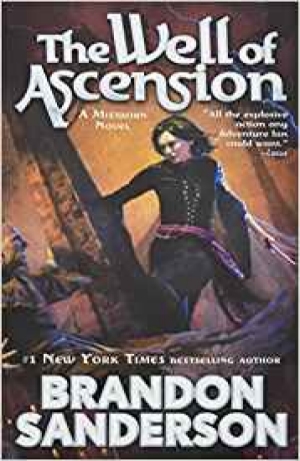 The Well of
Ascension
A Mistborn
Novel
"All the explosive
action any
adventure fan
could want."
#1 New York Times bestselling author
BRANDON
SANDERSON